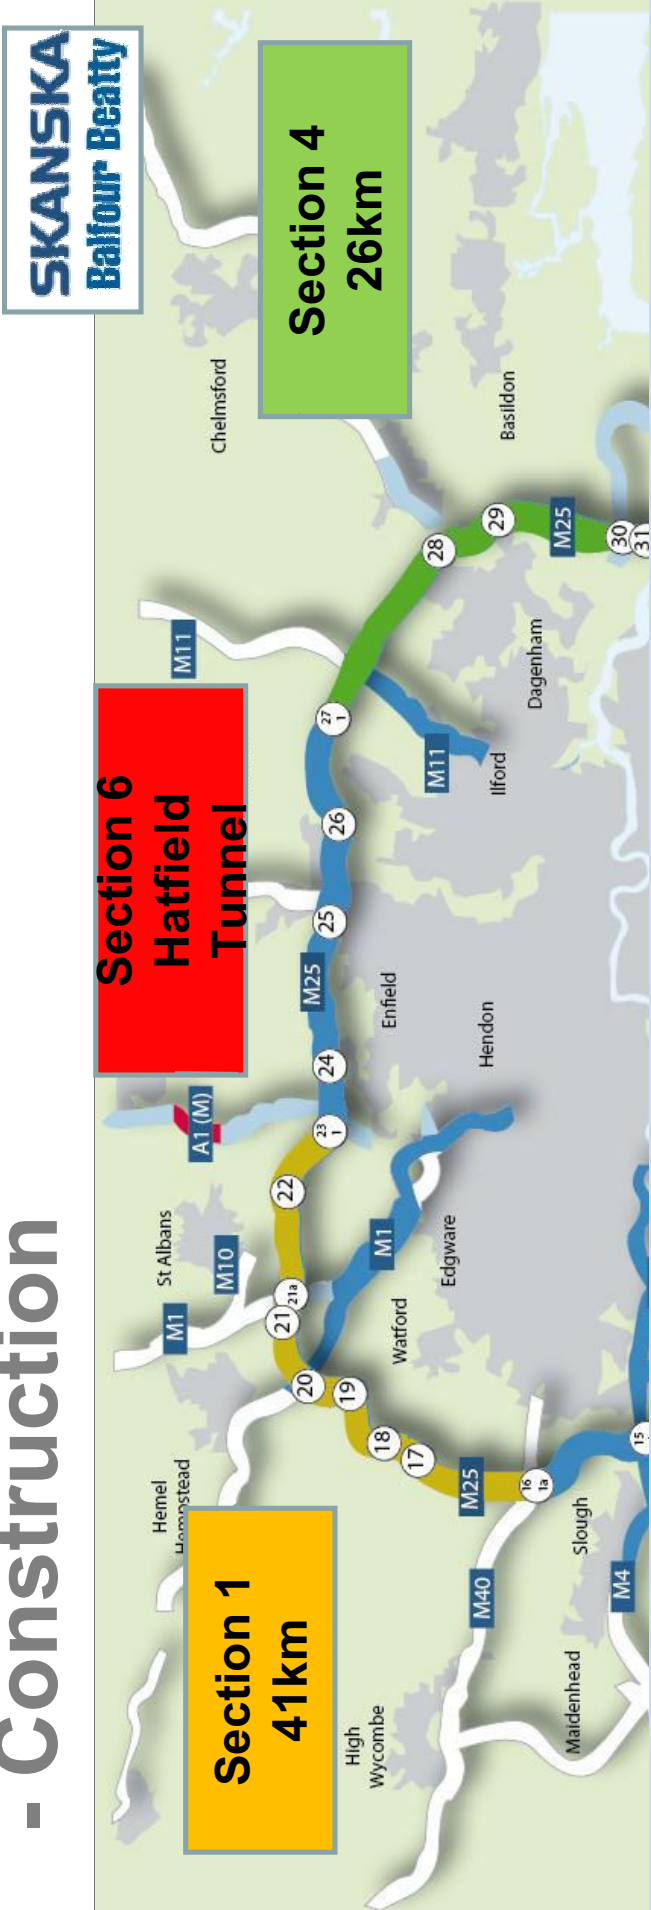 - Construction
SKANSKA
Balfour Beatty
Section 6
Hatfield
Tunnel
Section 4
26km
Section 1
41km
Chelmsford
Basildon
M11
28
29
M25
30
31
27
1
M11
Dagenham
Ilford
26
25
M25
24
Enfield
Hendon
A1 (M)
23
1
22
St Albans
M10
M1
21a
21
M1
Edgware
Watford
20
19
18
17
Hemel
Hempstead
M25
16
1a
15
Slough
M40
M4
High
Wycombe
Maidenhead